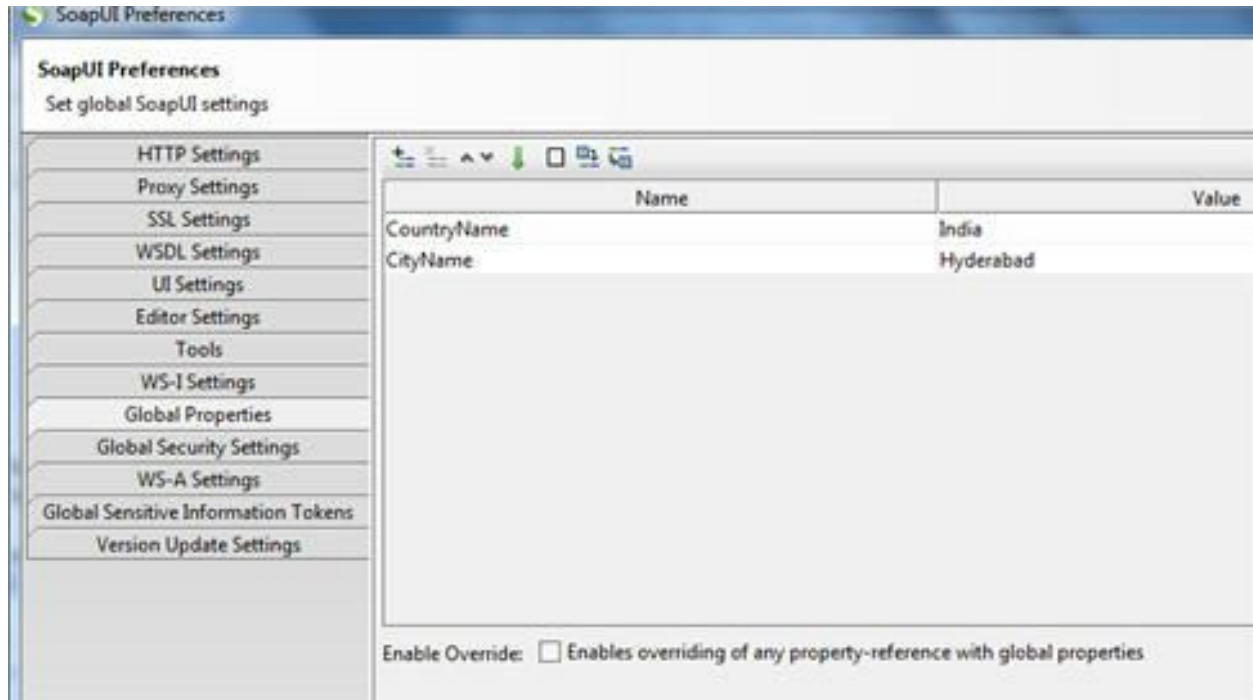 SoapUI Preferences
SoapUI Preferences
Set global SoapUI settings
HTTP Settings
Proxy Settings
SSL Settings
WSDL Settings
UI Settings
Editor Settings
Tools
WS-I Settings
Global Properties
Global Security Settings
WS-A Settings
Global Sensitive Information Tokens
Version Update Settings
Name Value
CountryName India
CityName Hyderabad
Enable Override: Enables overriding of any property-reference with global properties